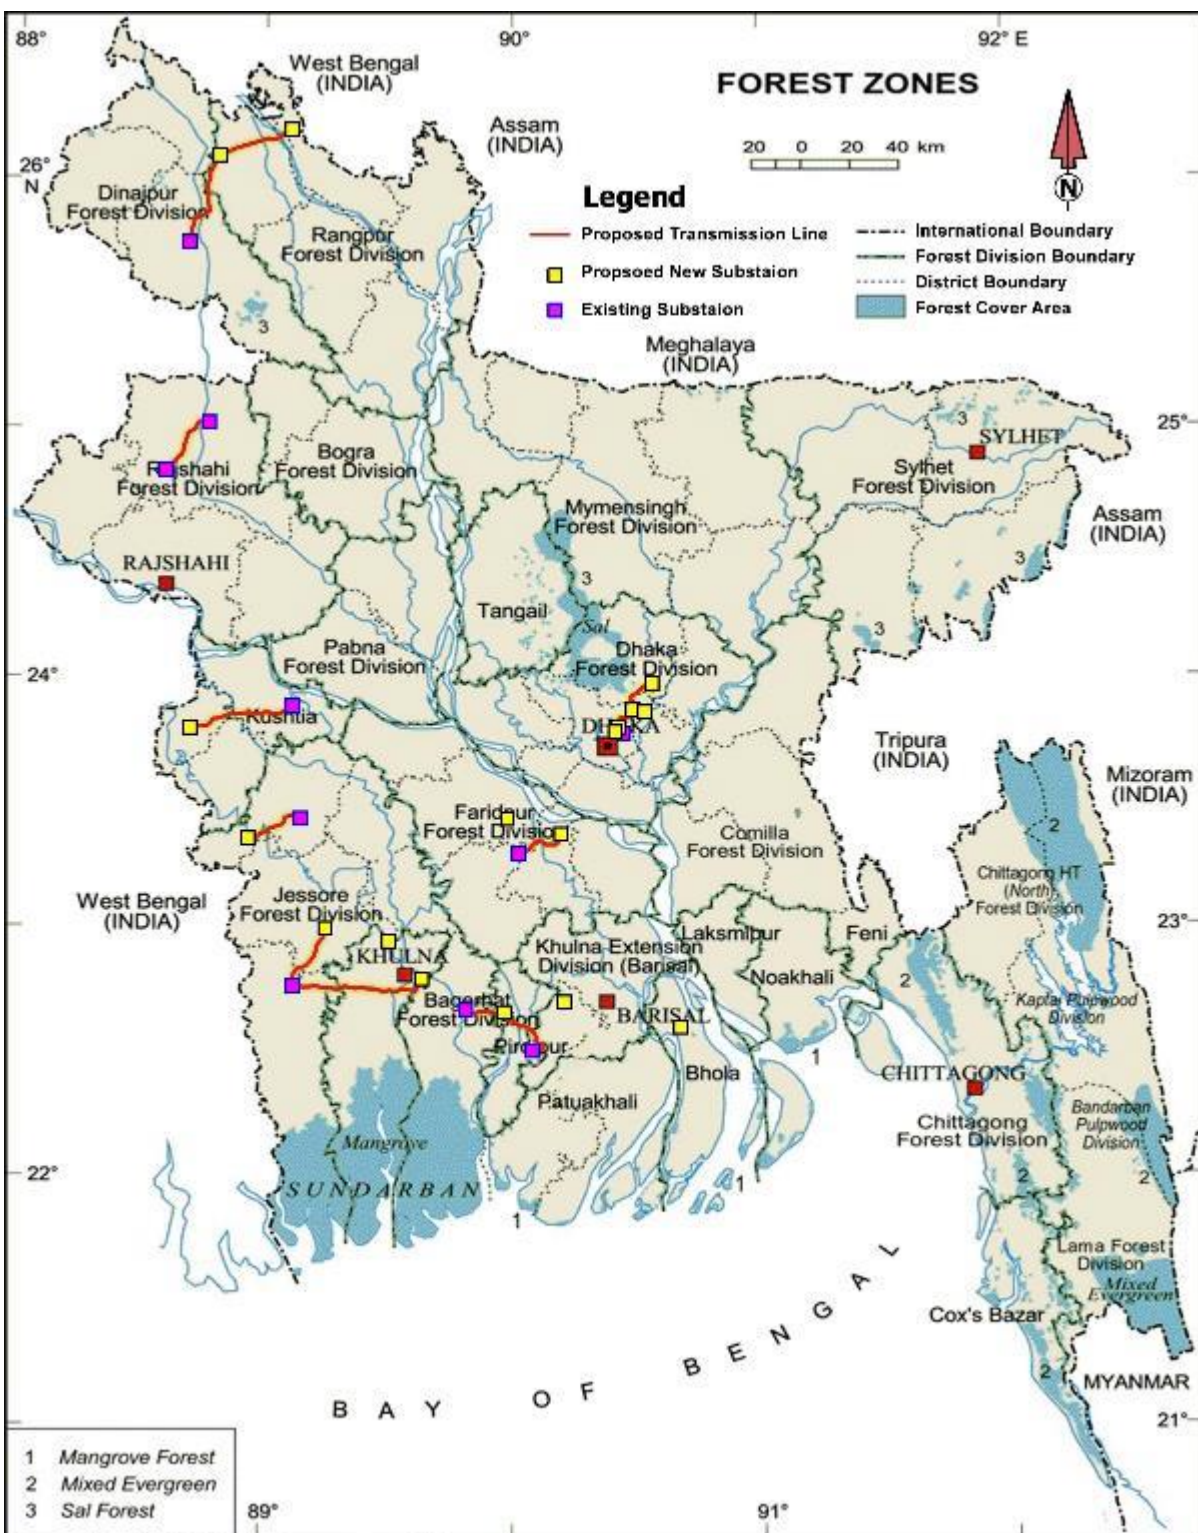 88°
90°
92° E
West Bengal
(INDIA)
FOREST ZONES
Assam
(INDIA)
20 0 20 40 km
26°
N
N
Legend
Proposed Transmission Line
Propsoed New Substaion
Existing Substaion
International Boundary
Forest Division Boundary
District Boundary
Forest Cover Area
Dinajpur
Forest Division
Rangpur
Forest Division
3
Meghalaya
(INDIA)
25°
25°
3
SYLHET
Sylhet
Forest Division
Bogra
Forest Division
Rajshahi
Forest Division
Mymensingh
Forest Division
Assam
(INDIA)
3
RAJSHAHI
3
Tangail
Sal
3
Pabna
Forest Division
Dhaka
Forest Division
24°
24°
Kushtia
DHAKA
Tripura
(INDIA)
Mizoram
(INDIA)
2
Faridpur
Forest Division
Comilla
Forest Division
Chittagong HT
(North)
Forest Division
West Bengal
(INDIA)
Jessore
Forest Division
23°
23°
Khulna Extension
Division (Barisal)
Laksmipur
Feni
KHULNA
Noakhali
2
Bagerhat
Forest Division
BARISAL
Kaptai Pulpwood
Division
Pirojpur
1
Bhola
CHITTAGONG
Patuakhali
Chittagong
Forest Division
Bandarban
Pulpwood
Division
Mangrove
SUNDARBAN
22°
22°
2
2
1
1
Lama Forest
Division
Mixed
Evergreen
Cox's Bazar
2
MYANMAR
BAY OF BENGAL
21°
1 Mangrove Forest
2 Mixed Evergreen
3 Sal Forest
89°
91°